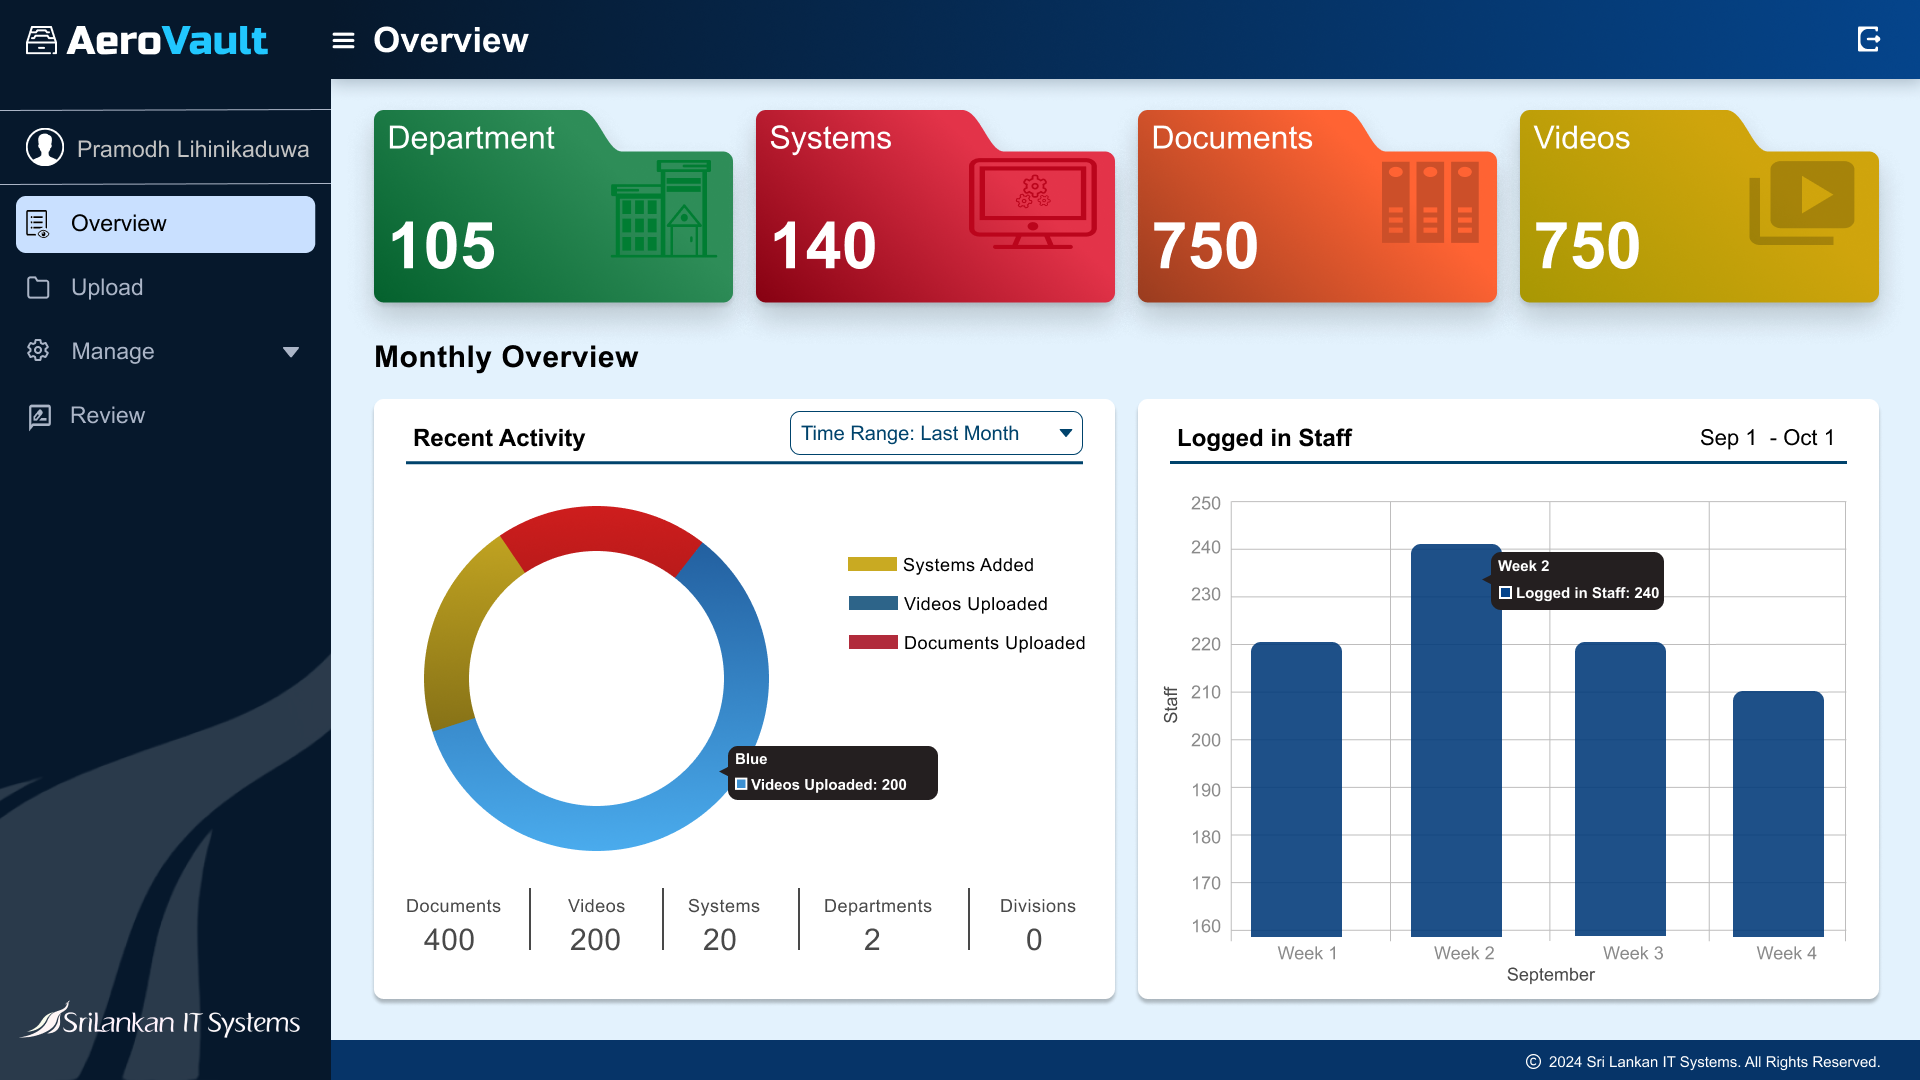 AeroVault
Overview
Pramodh Lihinikaduwa
Overview
Upload
Manage
Review
SriLankan IT Systems
Department
105
Systems
140
Documents
750
Videos
750
Monthly Overview
Recent Activity
Time Range: Last Month
Systems Added
Videos Uploaded
Documents Uploaded
Blue
Videos Uploaded: 200
Documents
400
Videos
200
Systems
20
Departments
2
Divisions
0
Logged in Staff
Sep 1 - Oct 1
250
240
230
220
210
200
190
180
170
160
Staff
Week 2
Logged in Staff: 240
Week 1
Week 2
Week 3
Week 4
September
© 2024 Sri Lankan IT Systems. All Rights Reserved.